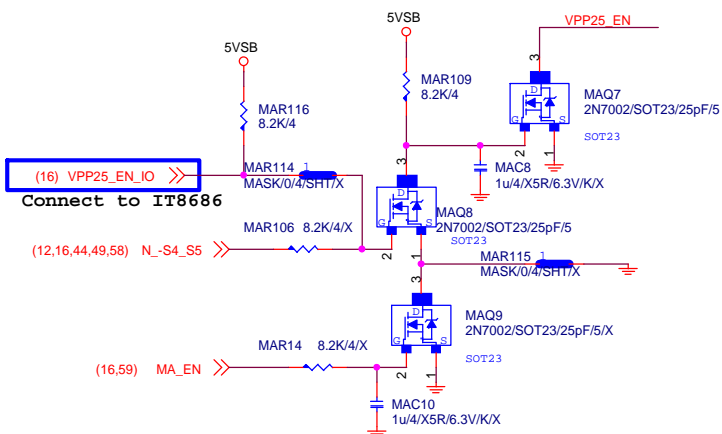 VPP25_EN
5VSB
5VSB
3
MAR109
8.2K/4
MAQ7
2N7002/SOT23/25pF/5
D
G
S
SOT23
MAR116
8.2K/4
2
1
3
MAC8
1u/4/X5R/6.3V/K/X
(16) VPP25_EN_IO
MAR114
1
MASK/0/4/SHT/X
Connect to IT8686
D
G
S
MAQ8
2N7002/SOT23/25pF/5
SOT23
MAR106 8.2K/4/X
(12,16,44,49,58) N_-S4_S5
2
1
MAR115
1
MASK/0/4/SHT/X
3
D
G
S
MAQ9
2N7002/SOT23/25pF/5/X
SOT23
MAR14 8.2K/4/X
(16,59) MA_EN
2
1
MAC10
1u/4/X5R/6.3V/K/X